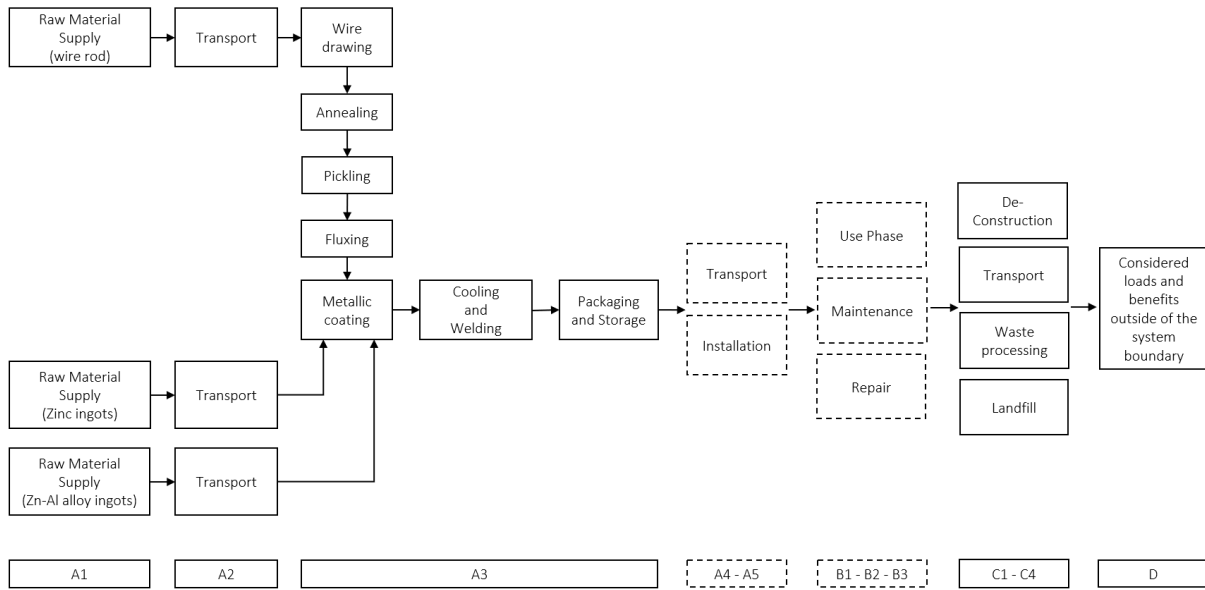 Raw Material
Supply
(wire rod)
Transport
Wire
drawing
Annealing
Pickling
Fluxing
Metallic
coating
Cooling
and
Welding
Packaging
and Storage
Raw Material
Supply
(Zinc ingots)
Transport
Raw Material
Supply
(Zn-Al alloy ingots)
Transport
Transport
Installation
Use Phase
Maintenance
Repair
De-
Construction
Transport
Waste
processing
Landfill
Considered
loads and
benefits
outside of the
system
boundary
A1
A2
A3
A4 - A5
B1 - B2 - B3
C1 - C4
D